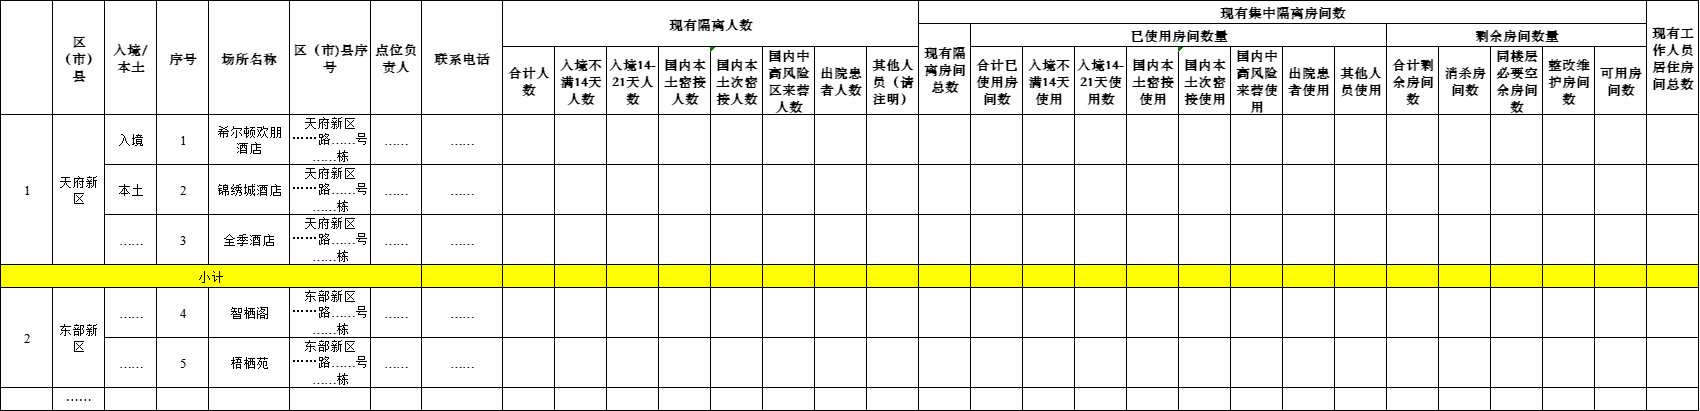 区（市）县
入境/本土
序号
场所名称
区（市)县序号
点位负责人
联系电话
现有隔离人数
合计人数
入境不满14天人数
入境14-21天人数
国内本土密接人数
国内本土次密接人数
国内中高风险区来蓉人数
出院患者人数
其他人员（请注明）
现有集中隔离房间数
现有隔离房间总数
已使用房间数量
合计已使用房间数
入境不满14天使用
入境14-21天使用数
国内本土密接使用
国内本土次密接使用
国内中高风险来蓉使用
出院患者使用
其他人员使用
剩余房间数量
合计剩余房间数
消杀房间数
同楼层必要空余房间数
整改维护房间数
可用房间数
现有工作人员居住房间总数
1
天府新区
入境
1
希尔顿欢朋酒店
天府新区……路……号……栋
……
……
本土
2
锦绣城酒店
天府新区……路……号……栋
……
……
……
3
全季酒店
天府新区……路……号……栋
……
……
小计
2
东部新区
……
4
智栖阁
东部新区……路……号……栋
……
……
……
5
梧栖苑
东部新区……路……号……栋
……
……
……